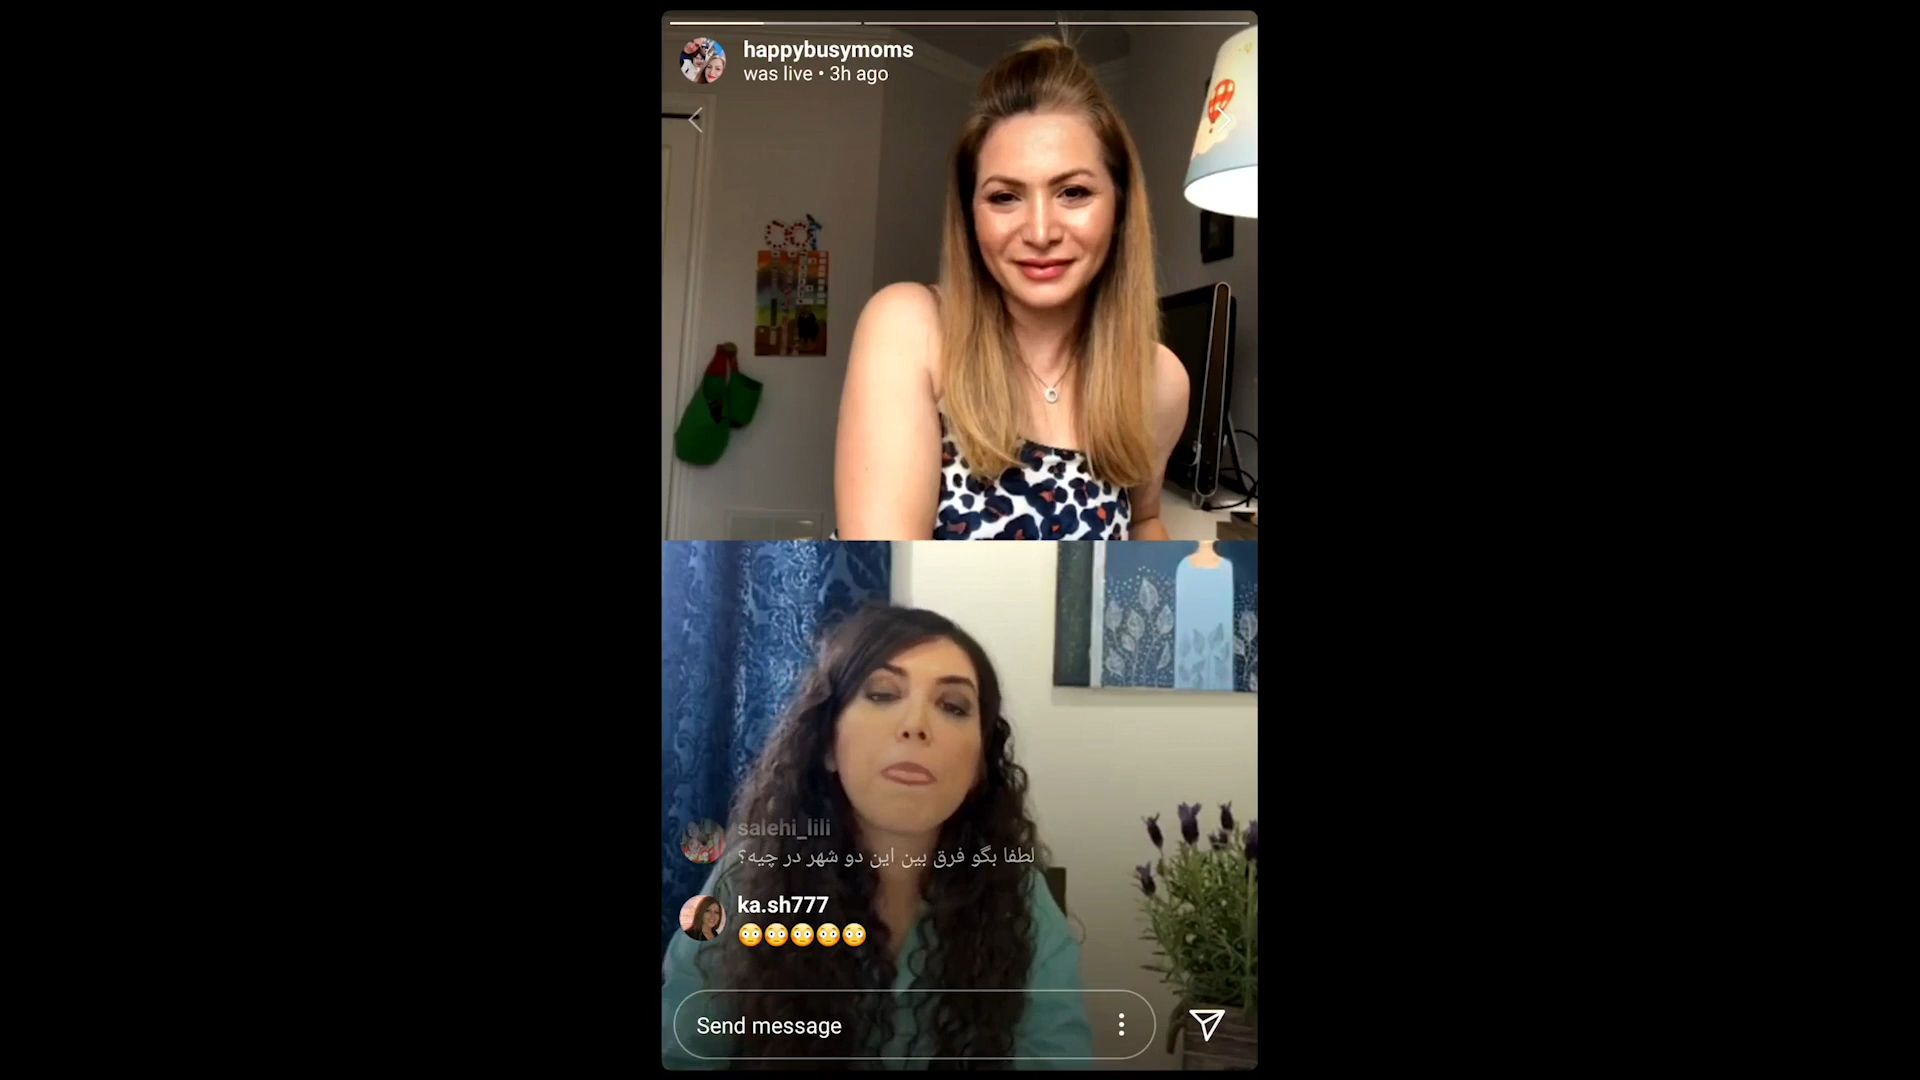 happybusymoms
was live • 3h ago
salehi_lili
لطفا بگو فرق بین این دو شهر در چیه؟
ka.sh777
😳😳😳😳😳
Send message